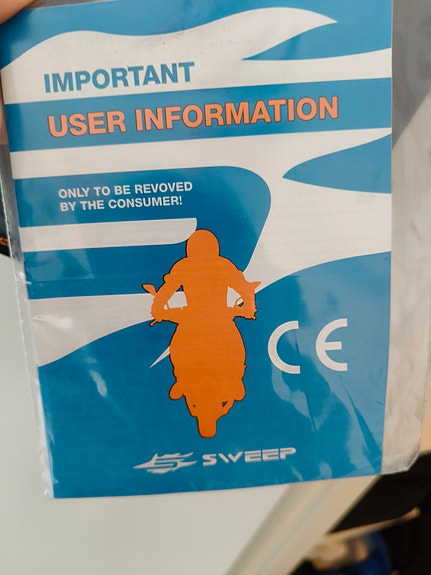 IMPORTANT
USER INFORMATION
ONLY TO BE REVOVED
BY THE CONSUMER!
CE
SWEEP